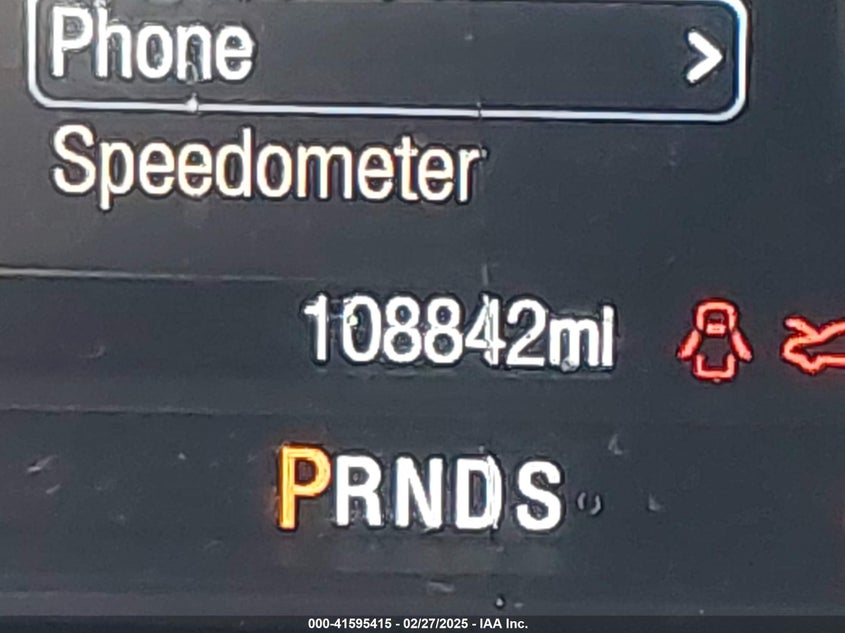 Phone >
Speedometer
108842mi
PRNDS
000-41595415 - 02/27/2025 - IAA Inc.